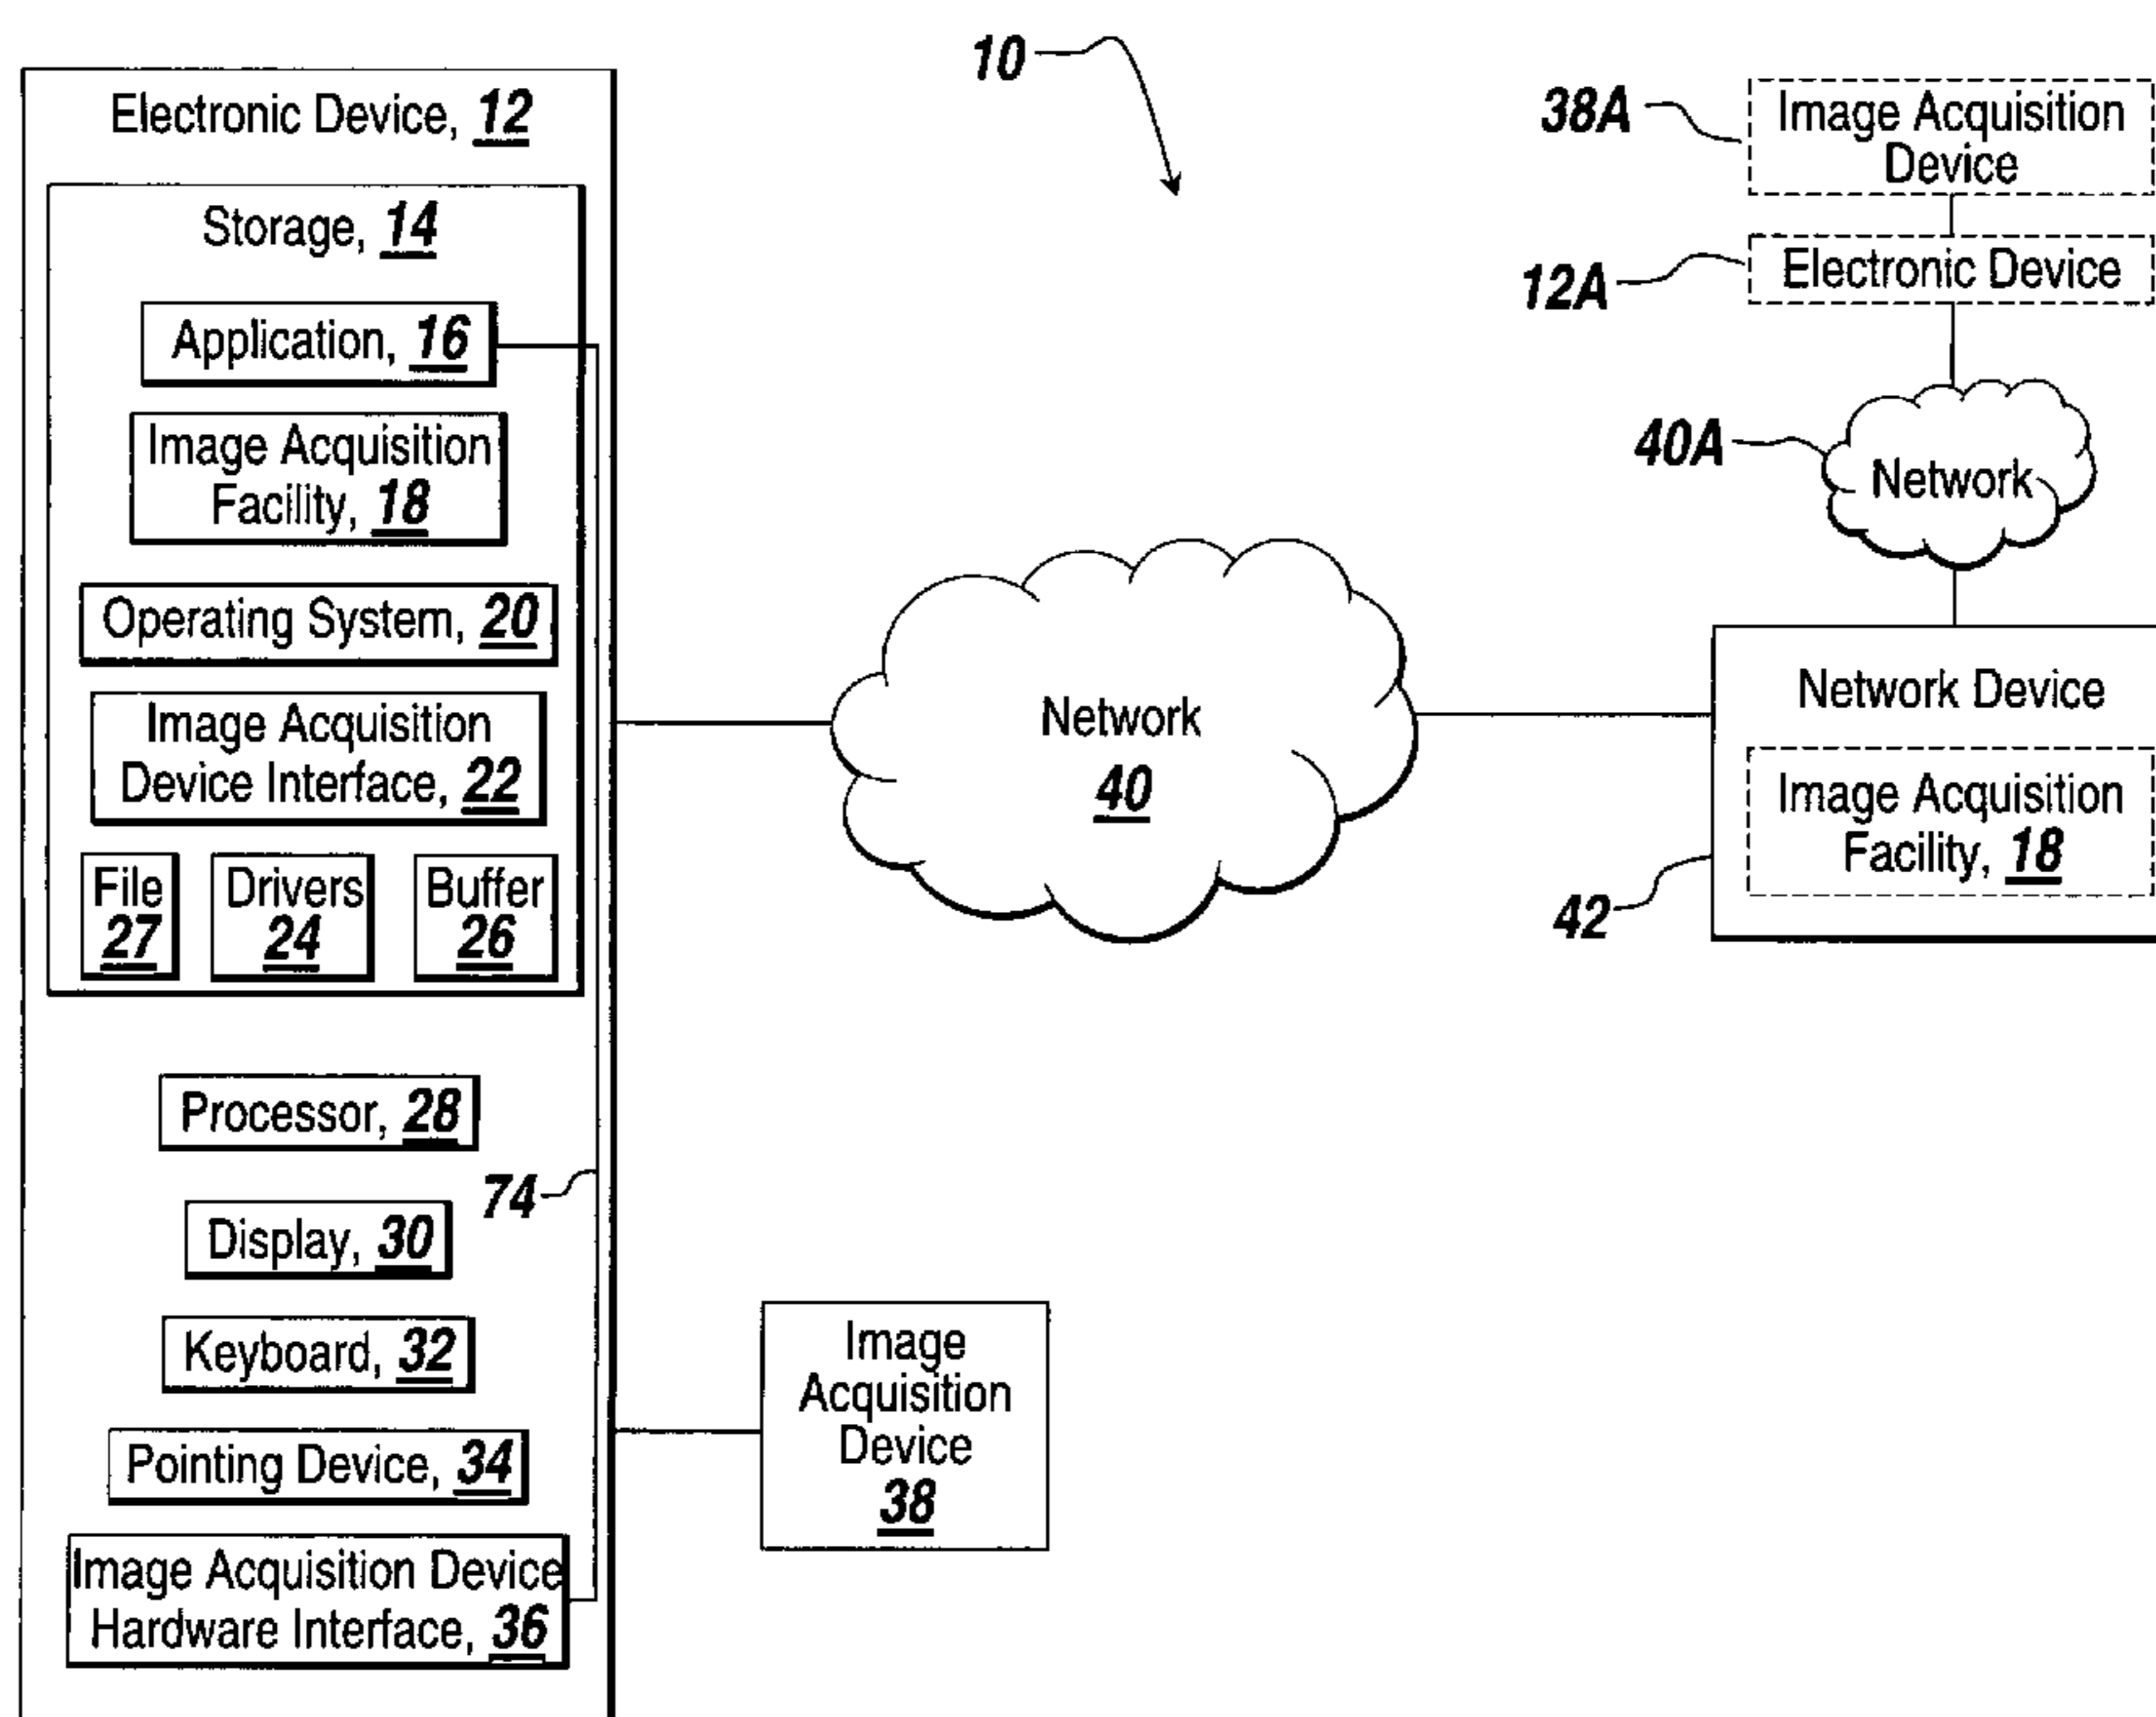 10
Electronic Device, 12
Storage, 14
Application, 16
Image Acquisition
Facility, 18
Operating System, 20
Image Acquisition
Device Interface, 22
File
27
Drivers
24
Buffer
26
Processor, 28
74
Display, 30
Keyboard, 32
Pointing Device, 34
Image Acquisition Device
Hardware Interface, 36
Network
40
Image
Acquisition
Device
38
38A
Image Acquisition
Device
12A
Electronic Device
40A
Network
Network Device
Image Acquisition
Facility, 18
42